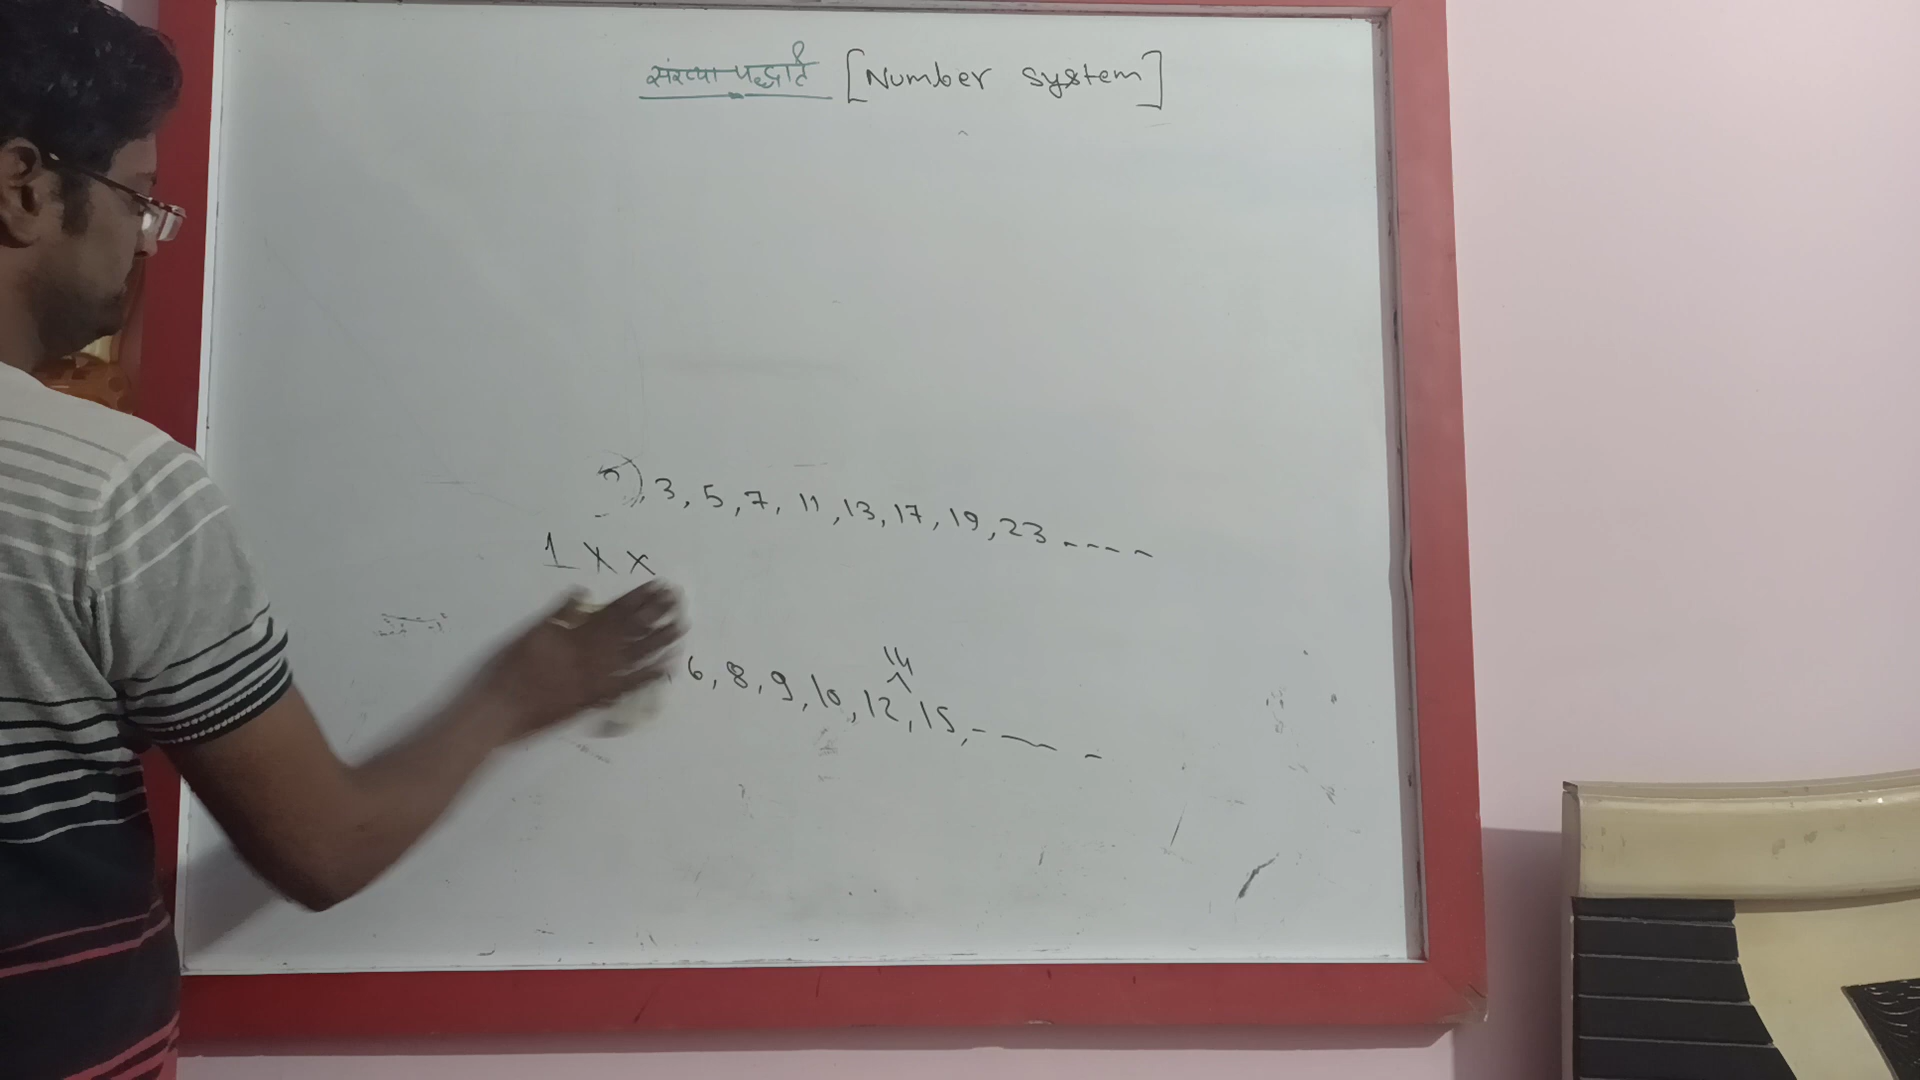 संख्या पद्धति [Number system]
3, 5, 7, 11, 13, 17, 19, 23 ----
1 X x
14
6, 8, 9, 10, 12, 15, ----